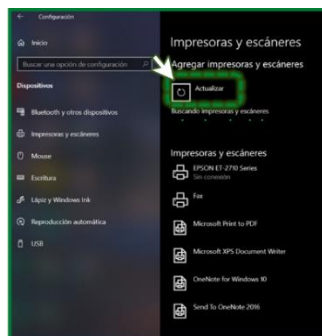 Configuración
Inicio
Buscar una opción de configuración
Dispositivos
Bluetooth y otros dispositivos
Impresoras y escáneres
Mouse
Escritura
Lápiz y Windows Ink
Reproducción automática
USB
Impresoras y escáneres
Agregar impresoras y escáneres
Actualizar
Buscando impresoras y escáneres
Impresoras y escáneres
EPSON ET-2710 Series
Sin conexión
Fax
Microsoft Print to PDF
Microsoft XPS Document Writer
OneNote for Windows 10
Send To OneNote 2016